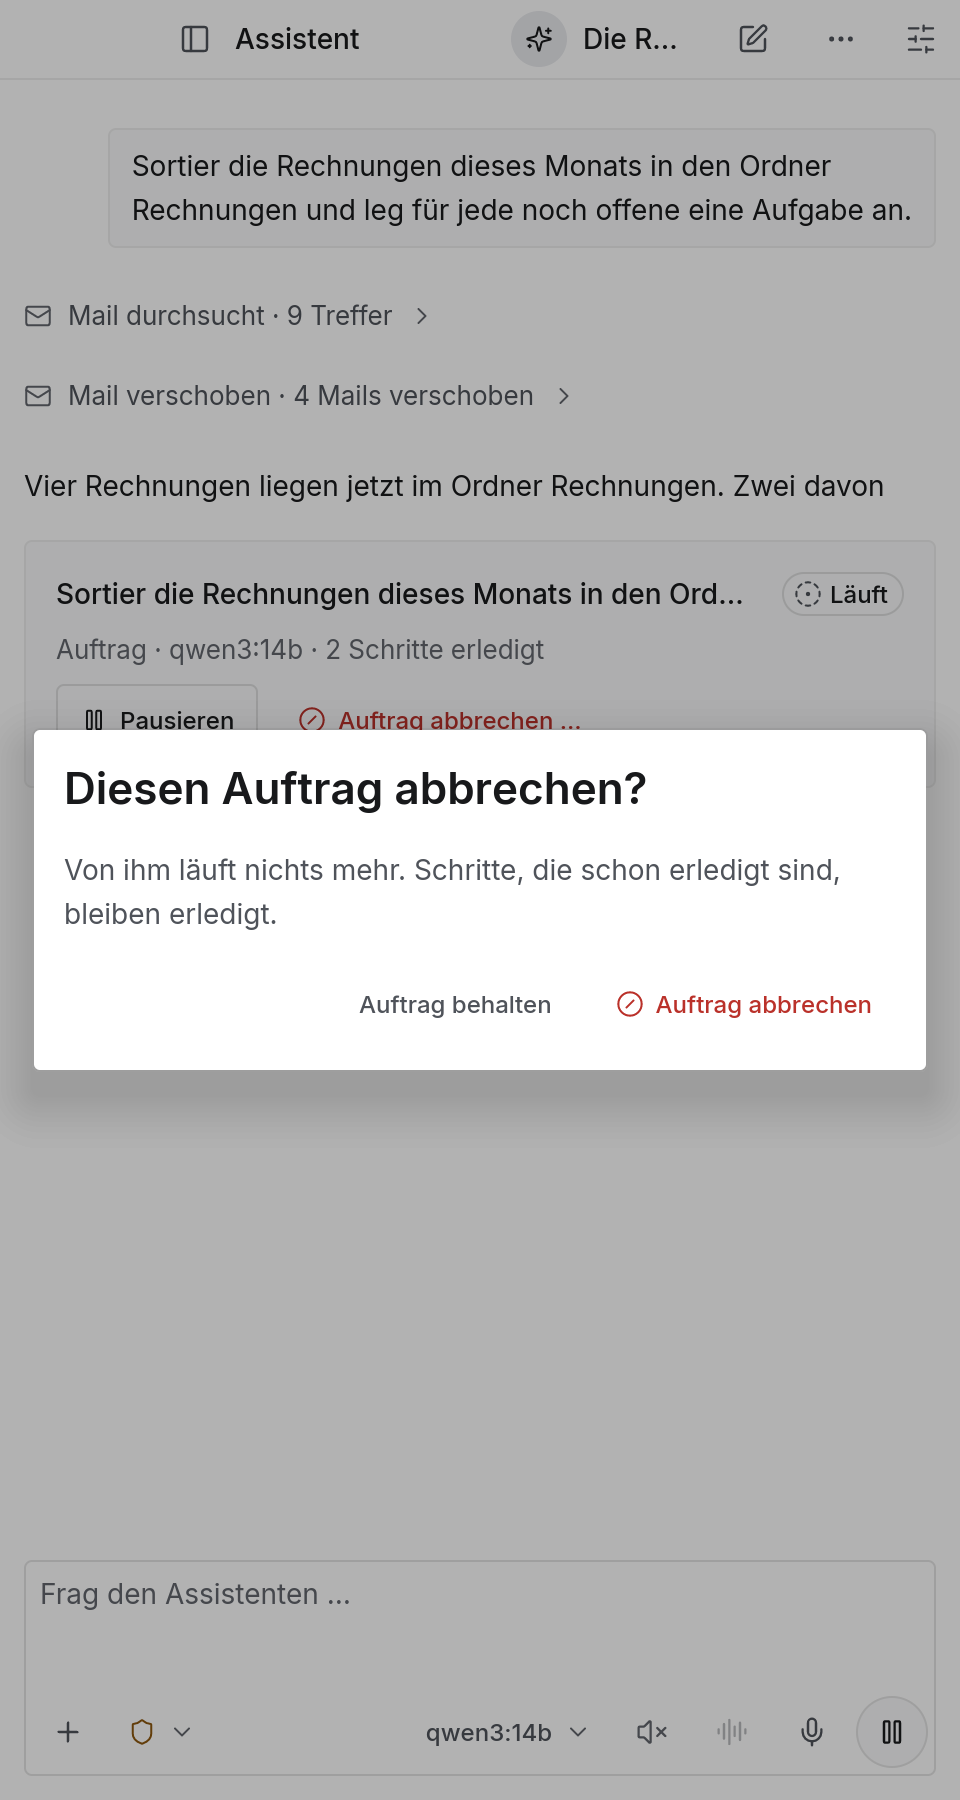 Assistent
Die R...
Sortier die Rechnungen dieses Monats in den Ordner
Rechnungen und leg für jede noch offene eine Aufgabe an.
Mail durchsucht · 9 Treffer
Mail verschoben · 4 Mails verschoben
Vier Rechnungen liegen jetzt im Ordner Rechnungen. Zwei davon
Sortier die Rechnungen dieses Monats in den Ord...
Läuft
Auftrag · qwen3:14b · 2 Schritte erledigt
Pausieren
Auftrag abbrechen ...
Diesen Auftrag abbrechen?
Von ihm läuft nichts mehr. Schritte, die schon erledigt sind,
bleiben erledigt.
Auftrag behalten
Auftrag abbrechen
Frag den Assistenten ...
qwen3:14b